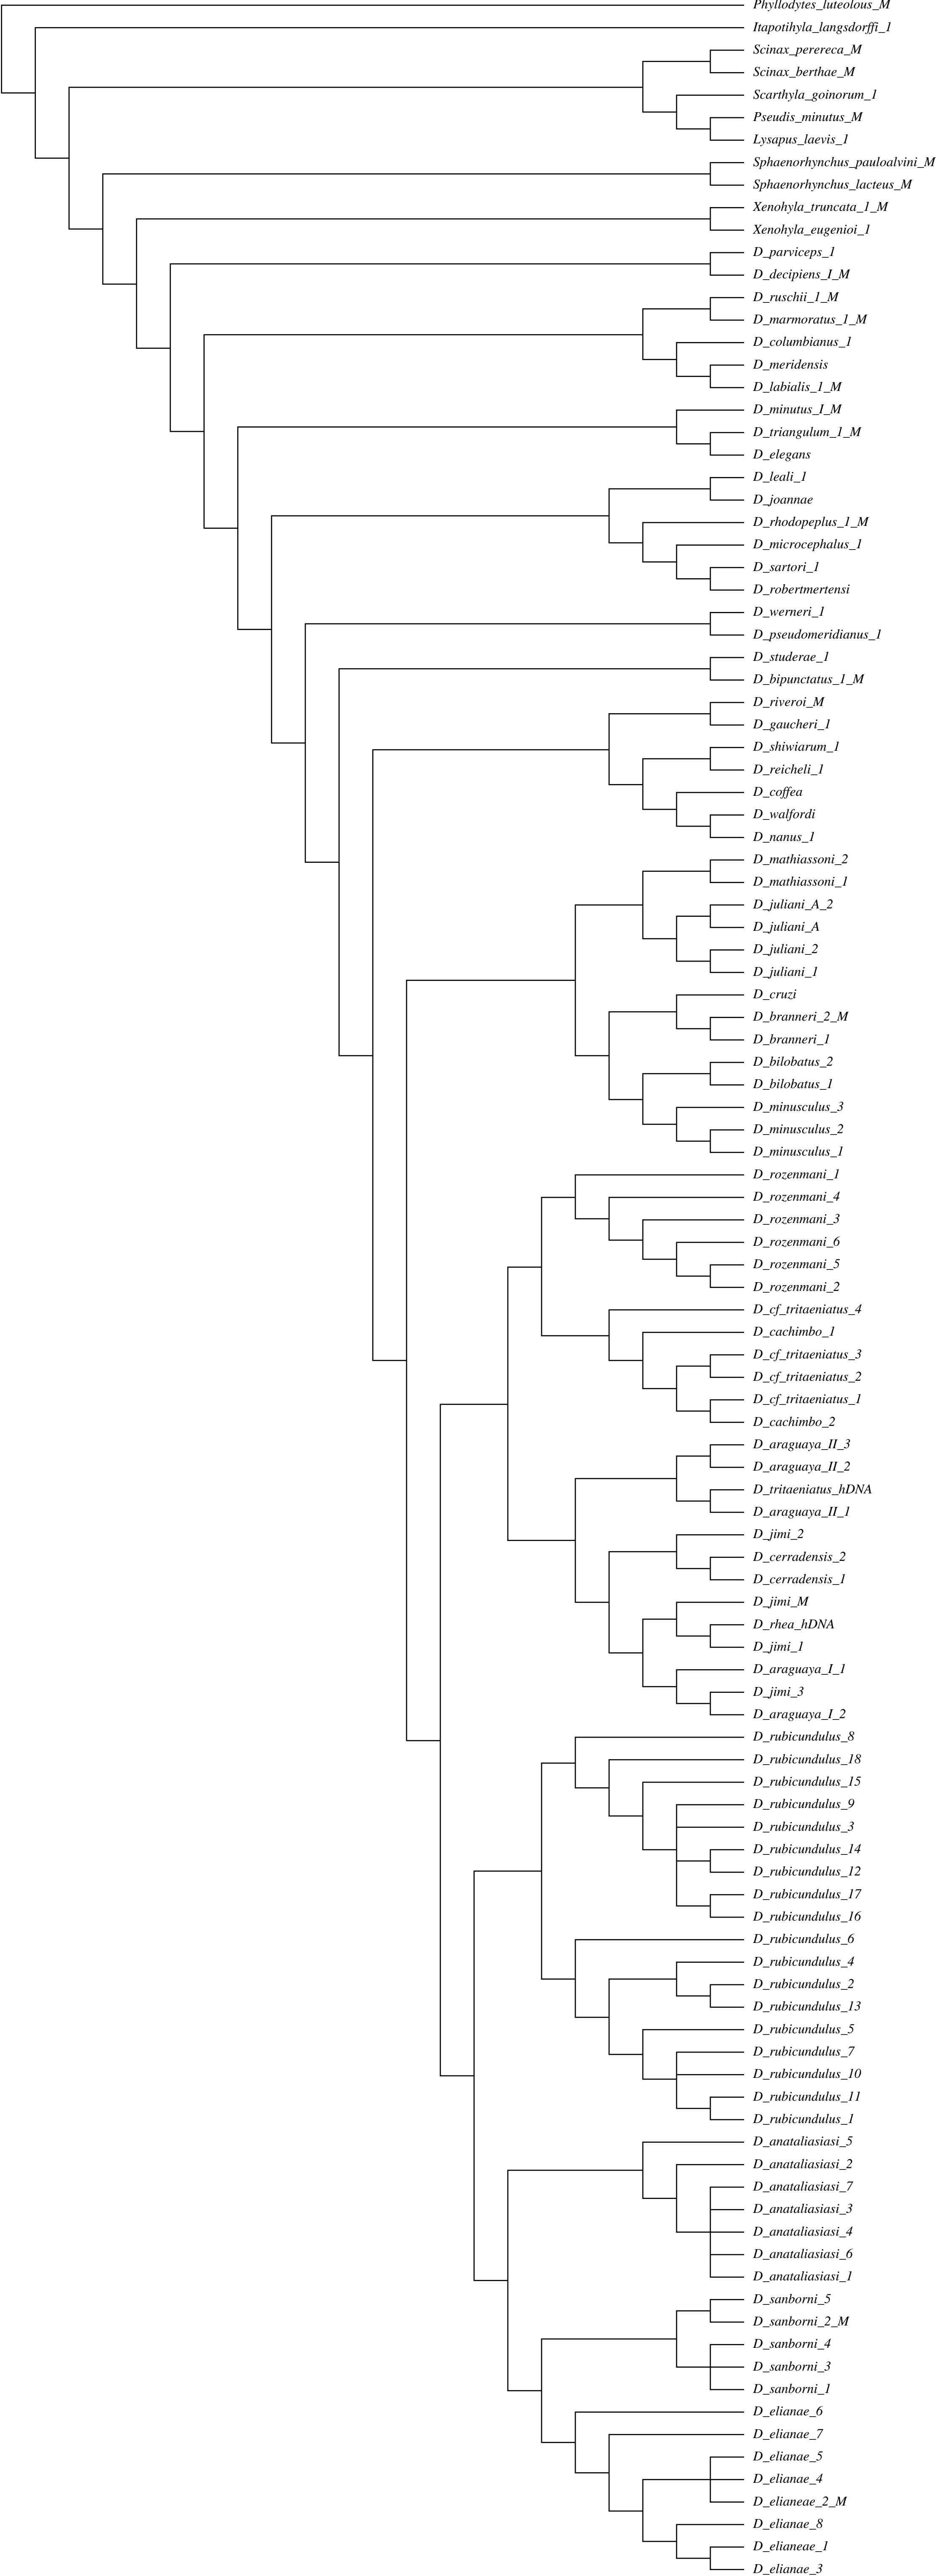 Phyllodytes_luteolous_M
Itapotihyla_langsdorffi_1
Scinax_perereca_M
Scinax_berthae_M
Scarthyla_goinorum_1
Pseudis_minutus_M
Lysapus_laevis_1
Sphaenorhynchus_pauloalvini_M
Sphaenorhynchus_lacteus_M
Xenohyla_truncata_1_M
Xenohyla_eugenioi_1
D_parviceps_1
D_decipiens_I_M
D_ruschii_1_M
D_marmoratus_1_M
D_columbianus_1
D_meridensis
D_labialis_1_M
D_minutus_I_M
D_triangulum_1_M
D_elegans
D_leali_1
D_joannae
D_rhodopeplus_1_M
D_microcephalus_1
D_sartori_1
D_robertmertensi
D_werneri_1
D_pseudomeridianus_1
D_studerae_1
D_bipunctatus_1_M
D_riveroi_M
D_gaucheri_1
D_shiwiarum_1
D_reicheli_1
D_coffea
D_walfordi
D_nanus_1
D_mathiassoni_2
D_mathiassoni_1
D_juliani_A_2
D_juliani_A
D_juliani_2
D_juliani_1
D_cruzi
D_branneri_2_M
D_branneri_1
D_bilobatus_2
D_bilobatus_1
D_minusculus_3
D_minusculus_2
D_minusculus_1
D_rozenmani_1
D_rozenmani_4
D_rozenmani_3
D_rozenmani_6
D_rozenmani_5
D_rozenmani_2
D_cf_tritaeniatus_4
D_cachimbo_1
D_cf_tritaeniatus_3
D_cf_tritaeniatus_2
D_cf_tritaeniatus_1
D_cachimbo_2
D_araguaya_II_3
D_araguaya_II_2
D_tritaeniatus_hDNA
D_araguaya_II_1
D_jimi_2
D_cerradensis_2
D_cerradensis_1
D_jimi_M
D_rhea_hDNA
D_jimi_1
D_araguaya_I_1
D_jimi_3
D_araguaya_I_2
D_rubicundulus_8
D_rubicundulus_18
D_rubicundulus_15
D_rubicundulus_9
D_rubicundulus_3
D_rubicundulus_14
D_rubicundulus_12
D_rubicundulus_17
D_rubicundulus_16
D_rubicundulus_6
D_rubicundulus_4
D_rubicundulus_2
D_rubicundulus_13
D_rubicundulus_5
D_rubicundulus_7
D_rubicundulus_10
D_rubicundulus_11
D_rubicundulus_1
D_anataliasiasi_5
D_anataliasiasi_2
D_anataliasiasi_7
D_anataliasiasi_3
D_anataliasiasi_4
D_anataliasiasi_6
D_anataliasiasi_1
D_sanborni_5
D_sanborni_2_M
D_sanborni_4
D_sanborni_3
D_sanborni_1
D_elianae_6
D_elianae_7
D_elianae_5
D_elianae_4
D_elianeae_2_M
D_elianae_8
D_elianeae_1
D_elianae_3